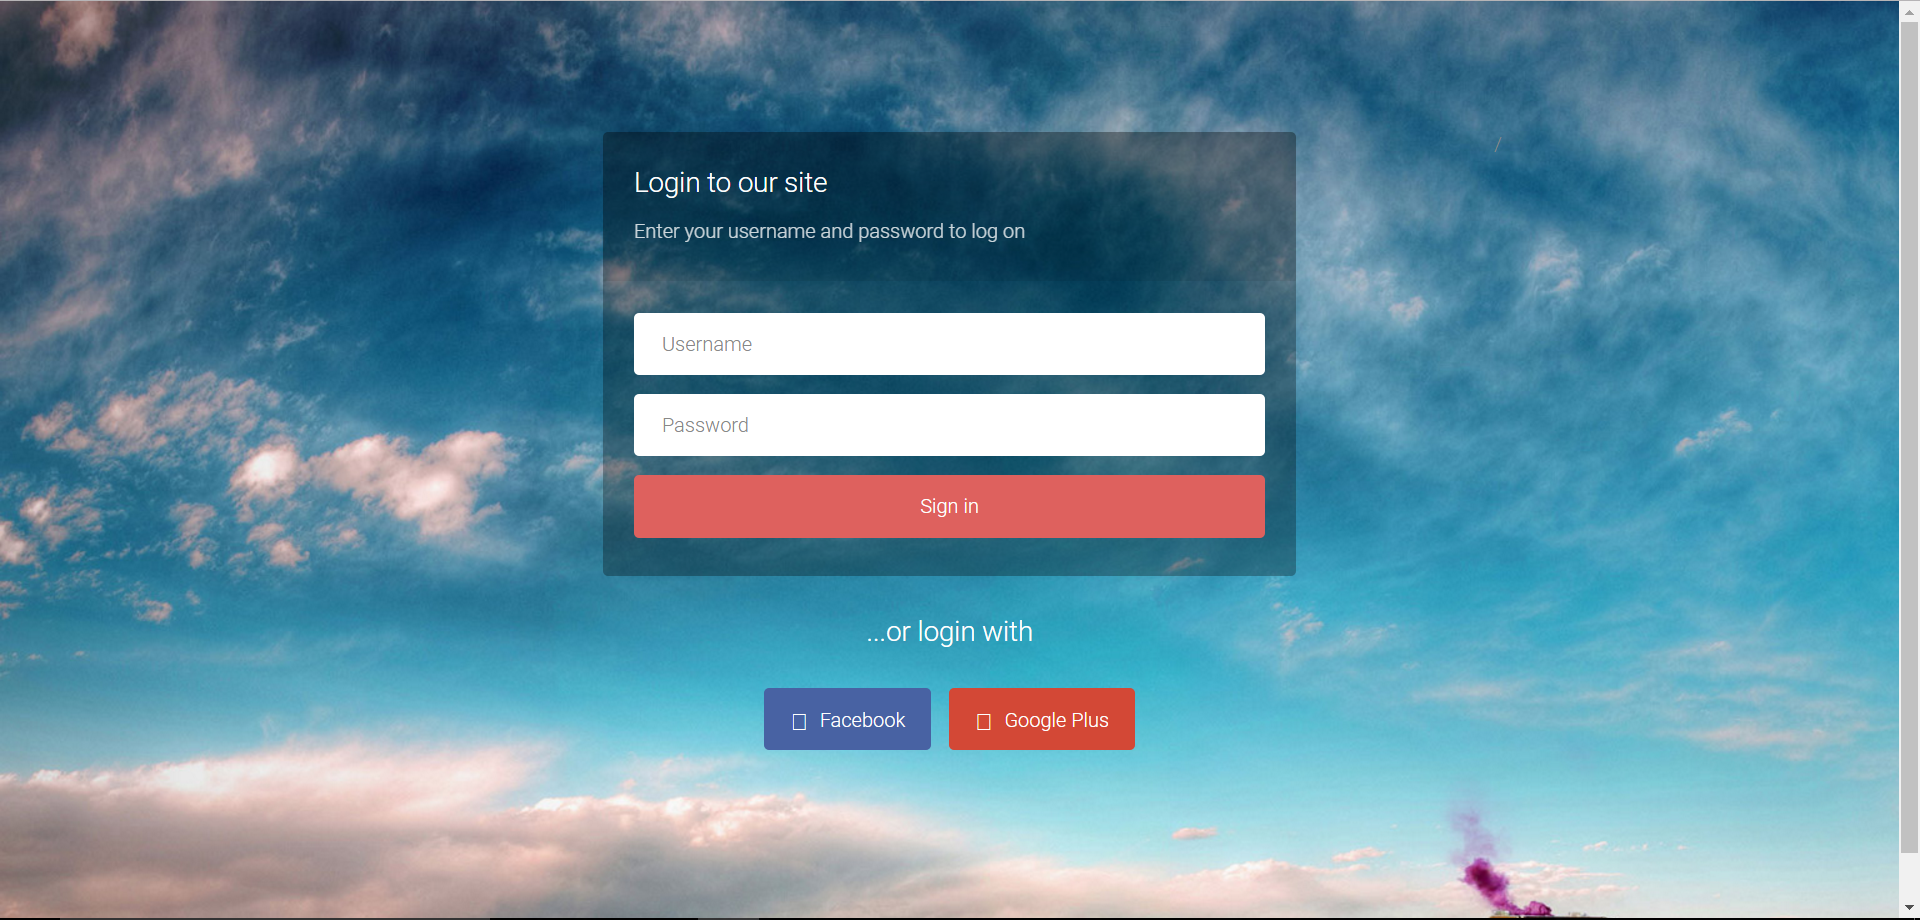 Login to our site
Enter your username and password to log on
Username
Password
Sign in
...or login with
Facebook
Google Plus